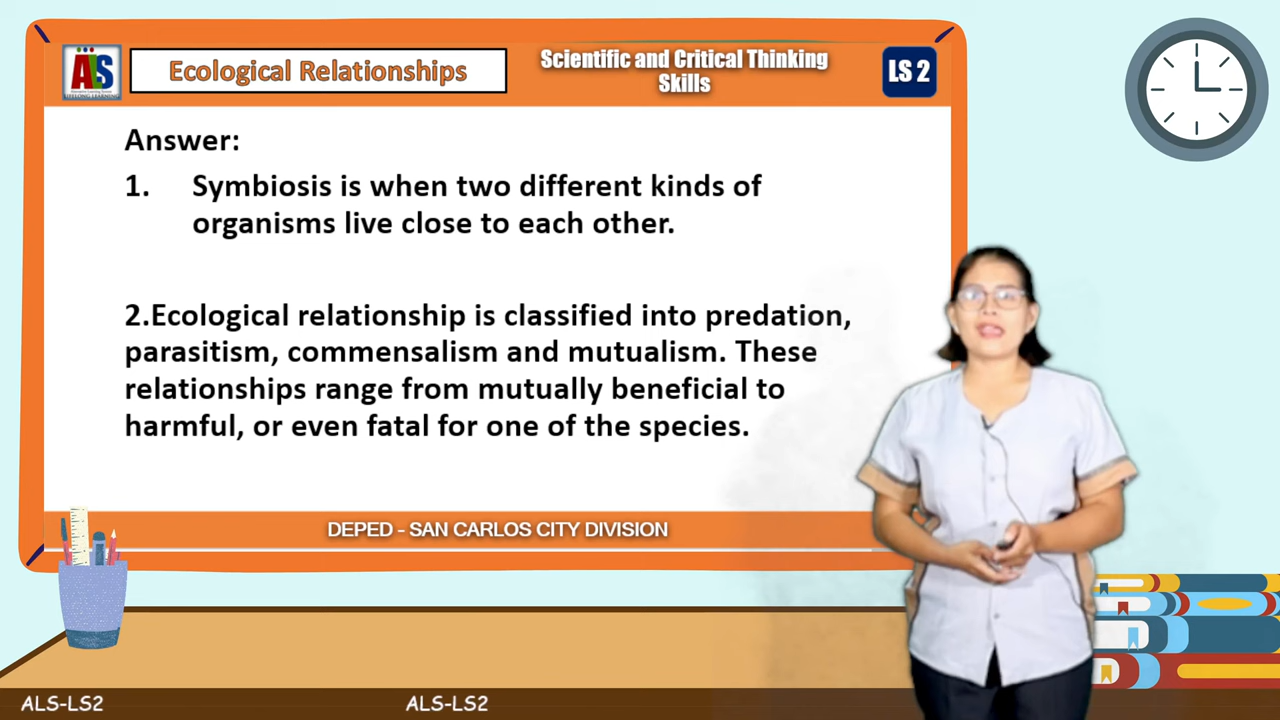 ALS
Ecological Relationships
Scientific and Critical Thinking
Skills
LS 2
Answer:
1. Symbiosis is when two different kinds of
organisms live close to each other.
2.Ecological relationship is classified into predation,
parasitism, commensalism and mutualism. These
relationships range from mutually beneficial to
harmful, or even fatal for one of the species.
DEPED - SAN CARLOS CITY DIVISION
ALS-LS2 ALS-LS2